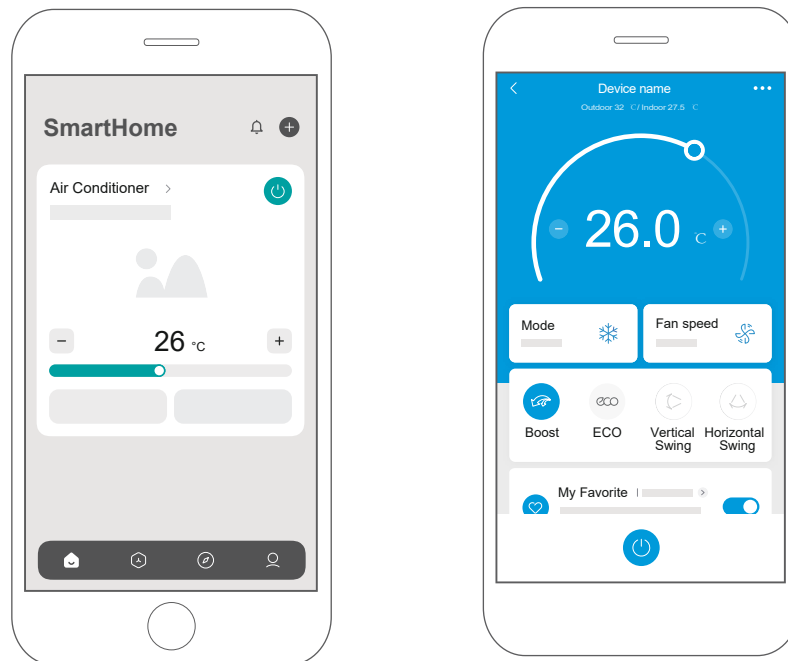 SmartHome
Air Conditioner
26 °C
Device name
Outdoor 32 ℃/ Indoor 27.5 ℃
26.0 ℃
Mode
Fan speed
eco
Boost
ECO
Vertical
Swing
Horizontal
Swing
My Favorite